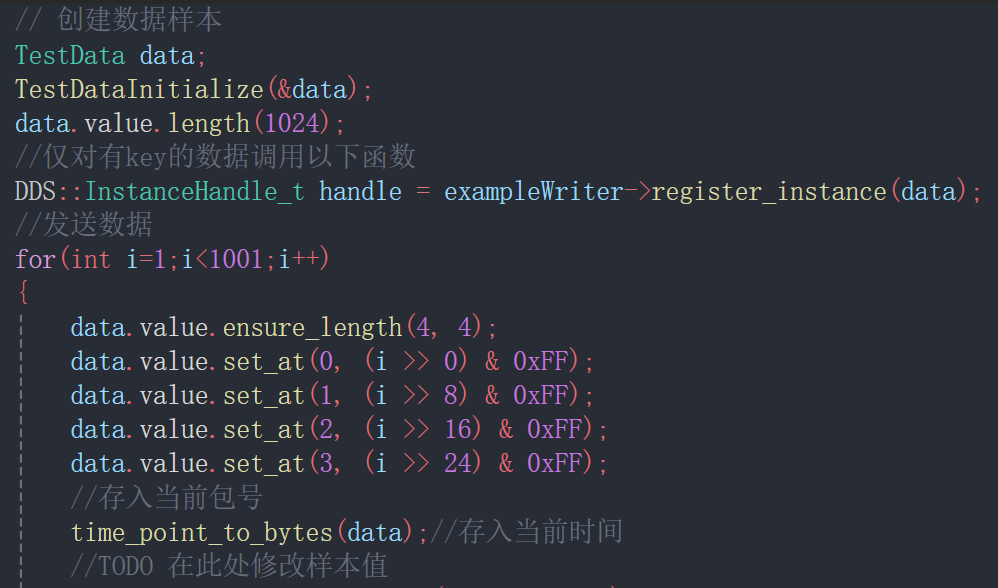 // 创建数据样本
TestData data;
TestDataInitialize(&data);
data.value.length(1024);
//仅对有key的数据调用以下函数
DDS::InstanceHandle_t handle = exampleWriter->register_instance(data);
//发送数据
for(int i=1;i<1001;i++)
{
data.value.ensure_length(4, 4);
data.value.set_at(0, (i >> 0) & 0xFF);
data.value.set_at(1, (i >> 8) & 0xFF);
data.value.set_at(2, (i >> 16) & 0xFF);
data.value.set_at(3, (i >> 24) & 0xFF);
//存入当前包号
time_point_to_bytes(data);//存入当前时间
//TODO 在此处修改样本值